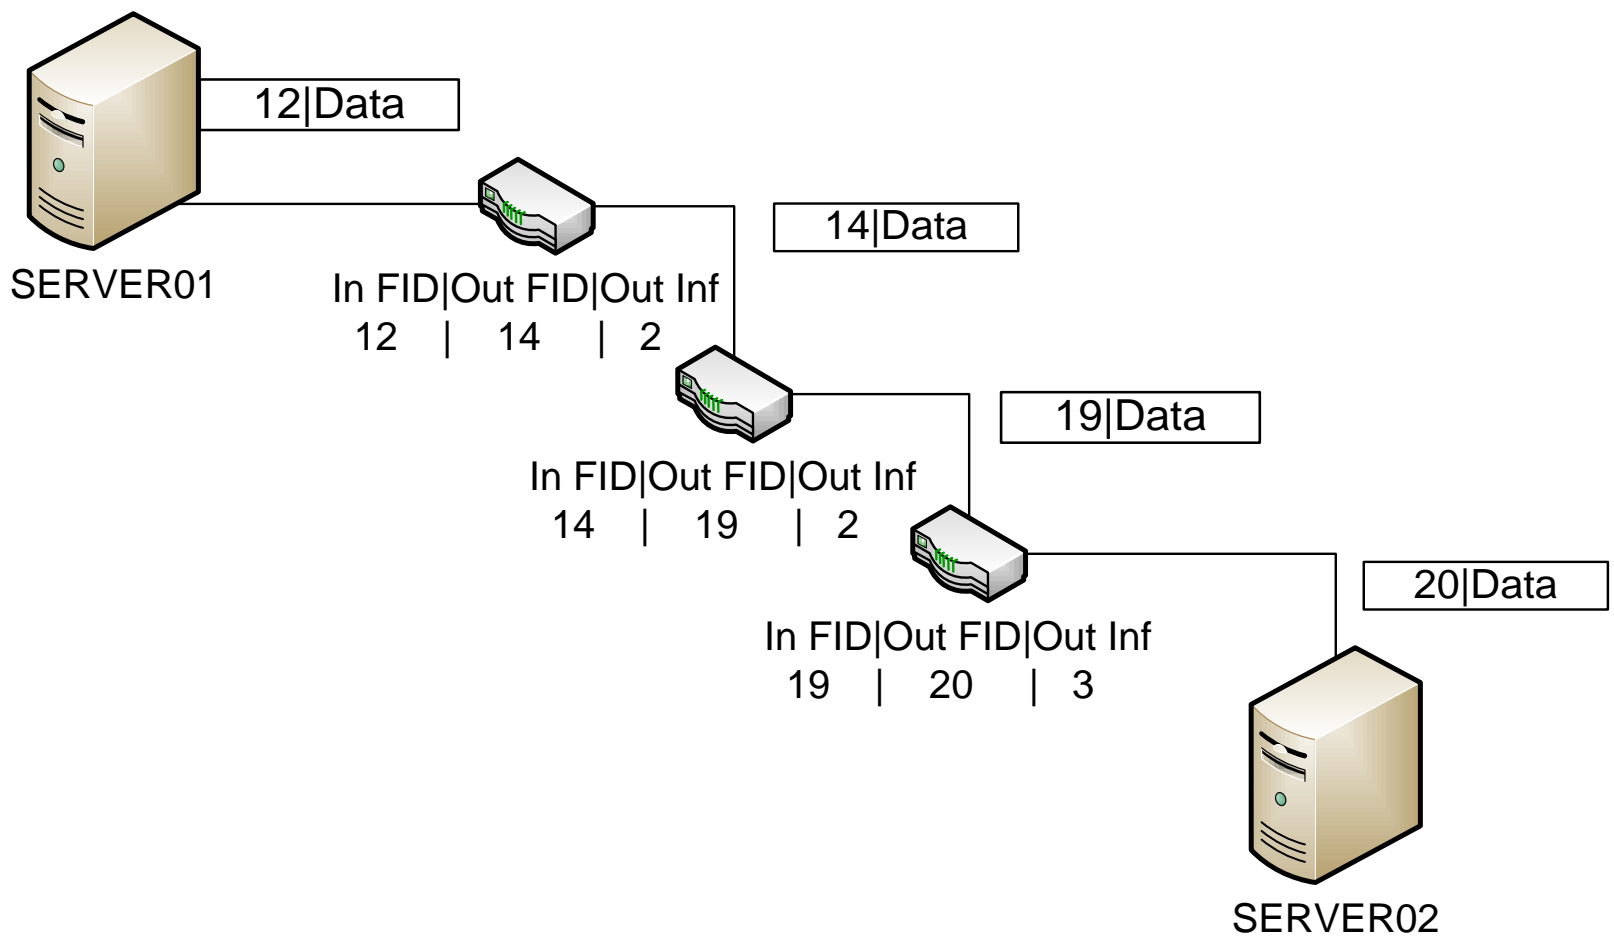 12|Data
SERVER01
14|Data
In FID|Out FID|Out Inf
12 | 14 | 2
19|Data
In FID|Out FID|Out Inf
14 | 19 | 2
20|Data
In FID|Out FID|Out Inf
19 | 20 | 3
SERVER02